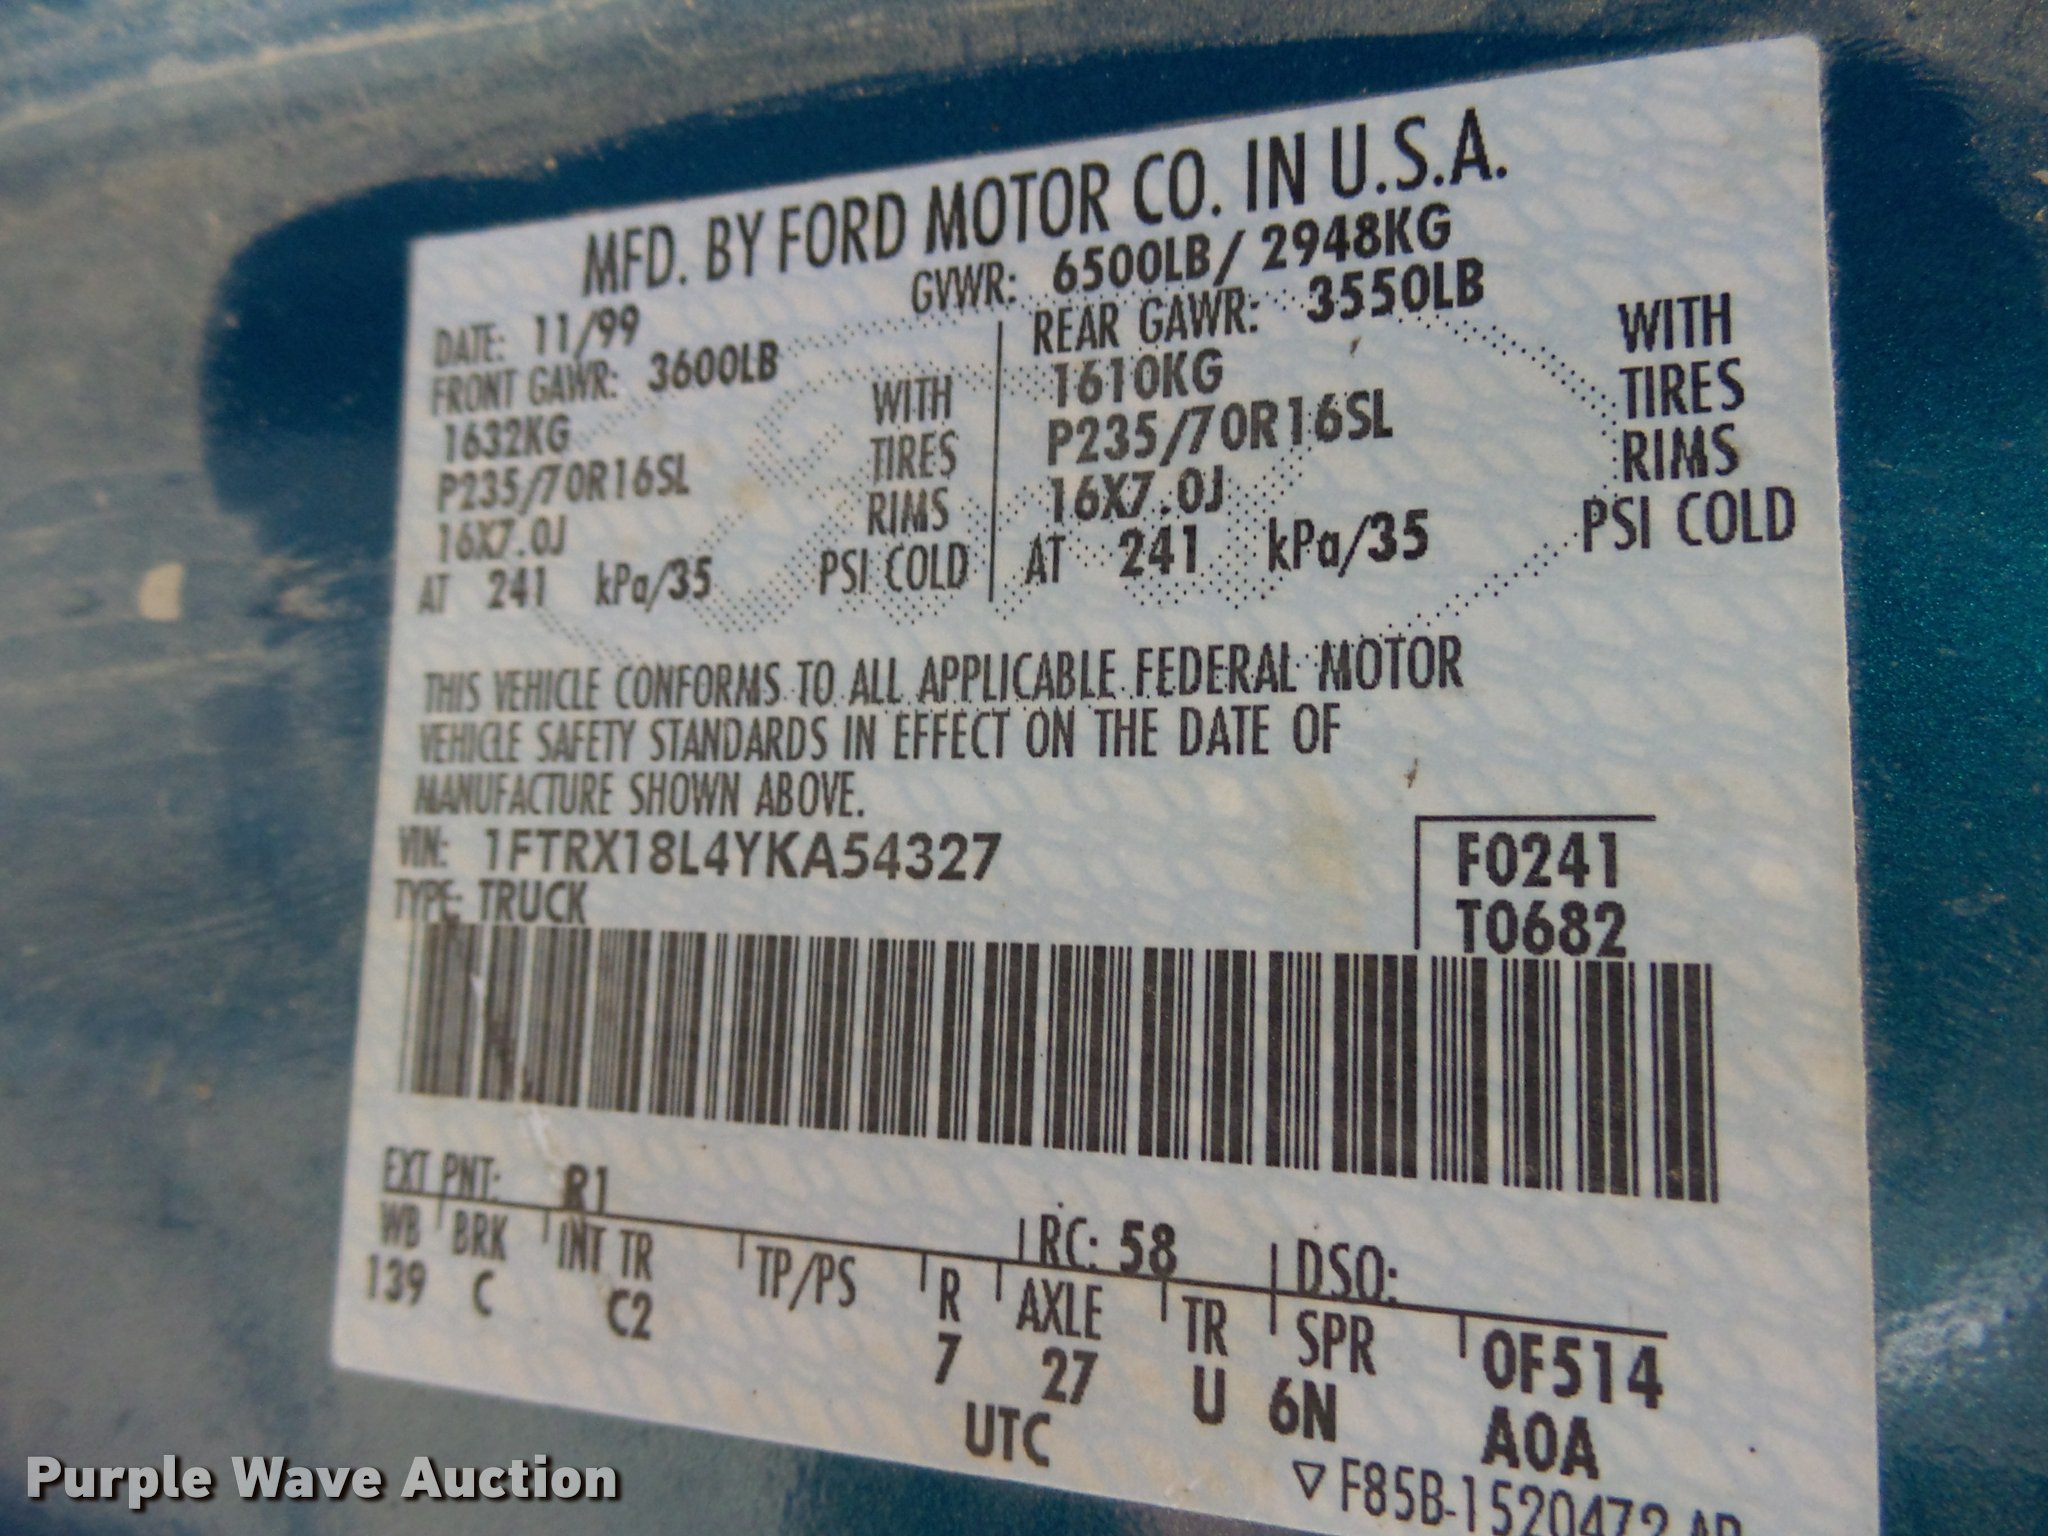 MFD. BY FORD MOTOR CO. IN U.S.A.
DATE: 11/99 GVWR: 6500LB/ 2948KG
FRONT GAWR: 3600LB REAR GAWR: 3550LB
1632KG WITH 1610KG WITH
P235/70R16SL TIRES P235/70R16SL TIRES
16X7.0J RIMS 16X7.0J RIMS
AT 241 kPa/35 PSI COLD AT 241 kPa/35 PSI COLD
THIS VEHICLE CONFORMS TO ALL APPLICABLE FEDERAL MOTOR
VEHICLE SAFETY STANDARDS IN EFFECT ON THE DATE OF
MANUFACTURE SHOWN ABOVE.
VIN: 1FTRX18L4YKA54327 F0241
TYPE: TRUCK T0682
EXT PNT: R1 RC: 58 DSO:
WB BRK INT TR TP/PS R AXLE TR SPR 0F514
139 C C2 7 27 U 6N A0A
UTC
▽ F85B-1520472
Purple Wave Auction